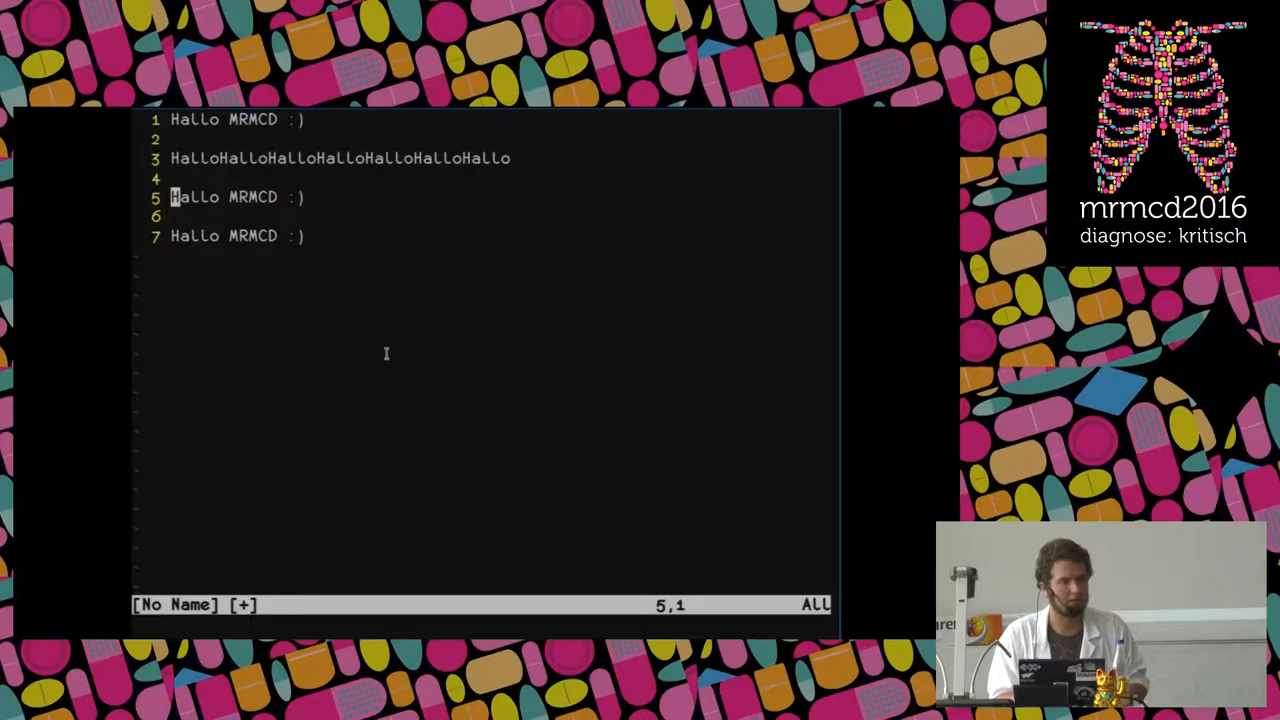 1 Hallo MRMCD :)
2
3 HalloHalloHalloHalloHalloHalloHallo
4
5 Hallo MRMCD :)
6
7 Hallo MRMCD :)
[No Name] [+] 5,1 All
mrmcd2016
diagnose: kritisch